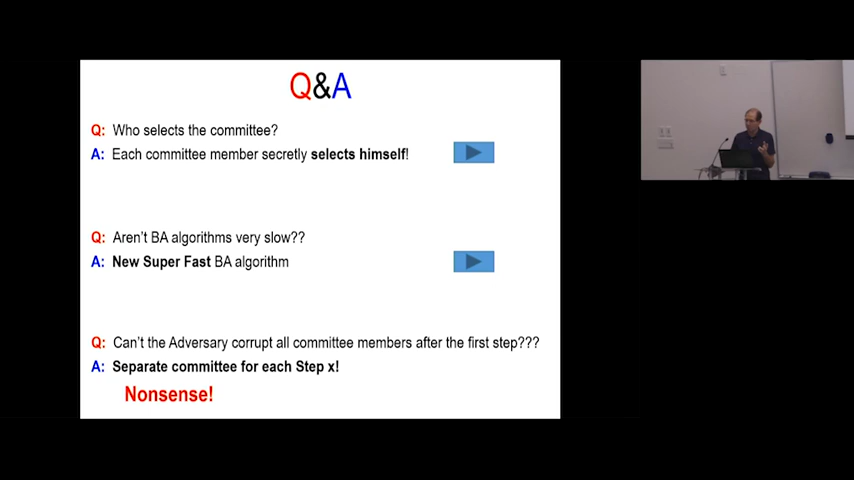 Q&A
Q: Who selects the committee?
A: Each committee member secretly selects himself!
Q: Aren't BA algorithms very slow??
A: New Super Fast BA algorithm
Q: Can't the Adversary corrupt all committee members after the first step???
A: Separate committee for each Step x!
Nonsense!